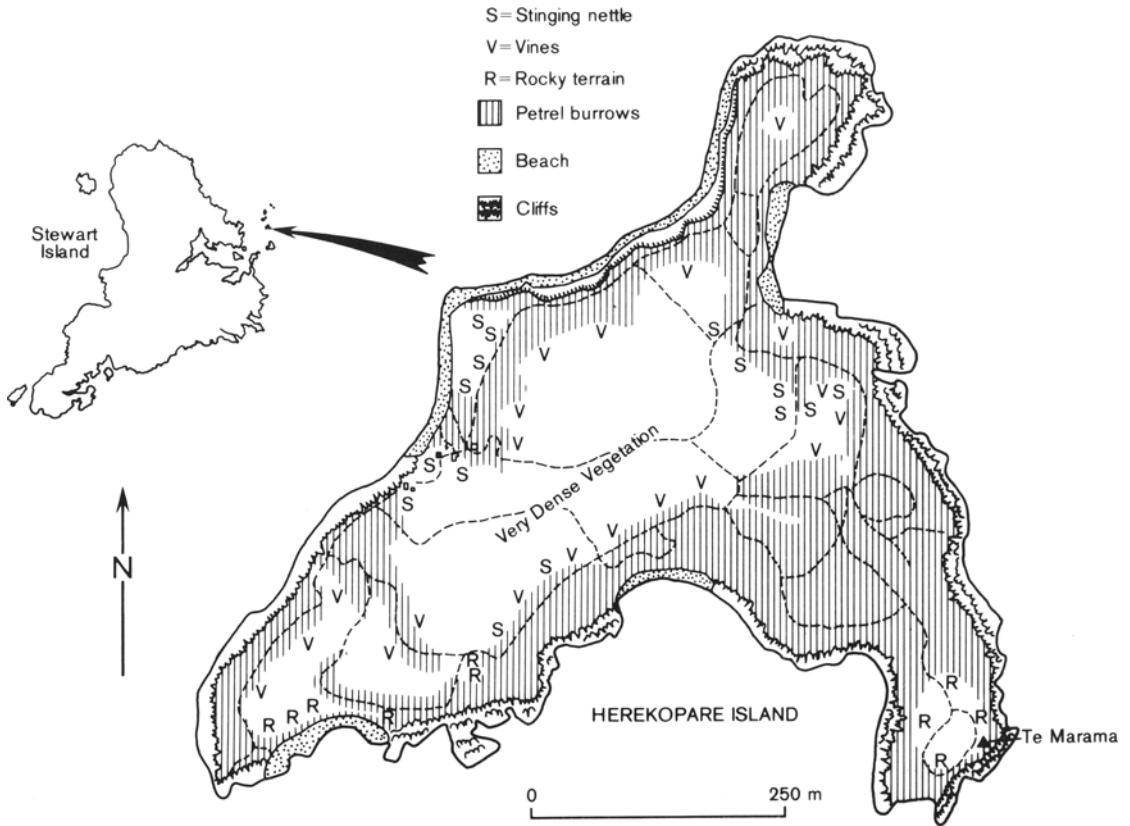 S = Stinging nettle
V = Vines
R = Rocky terrain
Petrel burrows
Beach
Cliffs
Stewart
Island
V
V
S
S
V
S
V
V
S
S
S
S
V
S
V
S
S
V
V
V
S
S
Very Dense Vegetation
V
S
V
V
V
S
N
V
V
V
S
V
V
R
R
V
R
R
R
R
R
R
R
HEREKOPARE ISLAND
Te Marama
R
0 250 m